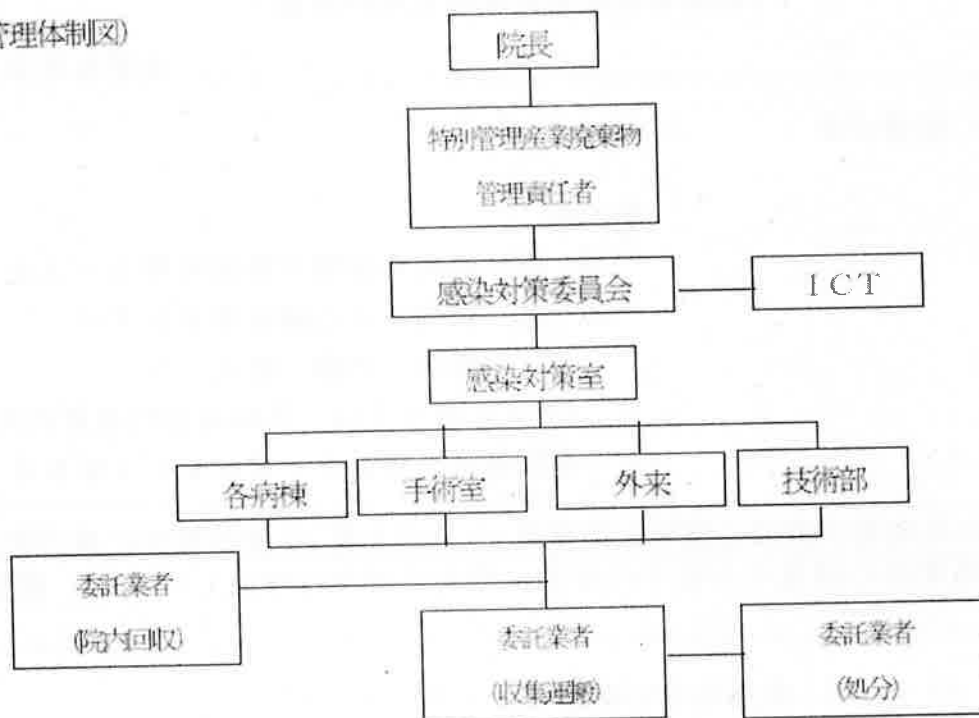 管理体制図)
院長
特別管理産業廃棄物
管理責任者
感染対策委員会
ICT
感染対策室
各病棟
手術室
外来
技術部
委託業者
(院内回収)
委託業者
(収集運搬)
委託業者
(処分)